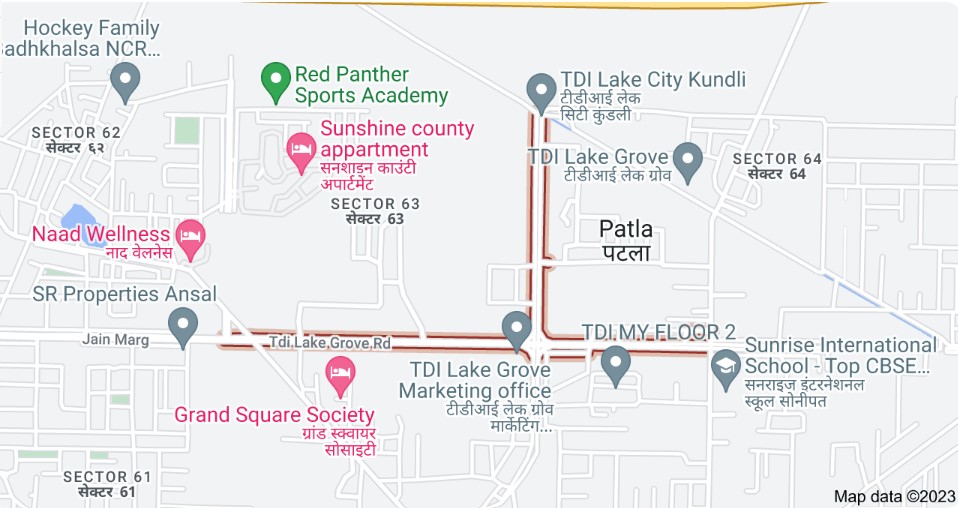 Hockey Family
Badhkhalsa NCR...
Red Panther
Sports Academy
TDI Lake City Kundli
टीडीआई लेक
सिटी कुंडली
SECTOR 62
सेक्टर ६२
Sunshine county
appartment
सनशाइन काउंटी
अपार्टमेंट
TDI Lake Grove
टीडीआई लेक ग्रोव
SECTOR 64
सेक्टर 64
SECTOR 63
सेक्टर 63
Naad Wellness
नाद वेलनेस
Patla
पटला
SR Properties Ansal
Jain Marg
Tdi Lake Grove Rd
TDI MY FLOOR 2
TDI Lake Grove
Marketing office
टीडीआई लेक ग्रोव
मार्केटिंग...
Sunrise International
School - Top CBSE...
सनराइज इंटरनेशनल
स्कूल सोनीपत
Grand Square Society
ग्रांड स्क्वायर
सोसाइटी
SECTOR 61
सेक्टर 61
Map data ©2023